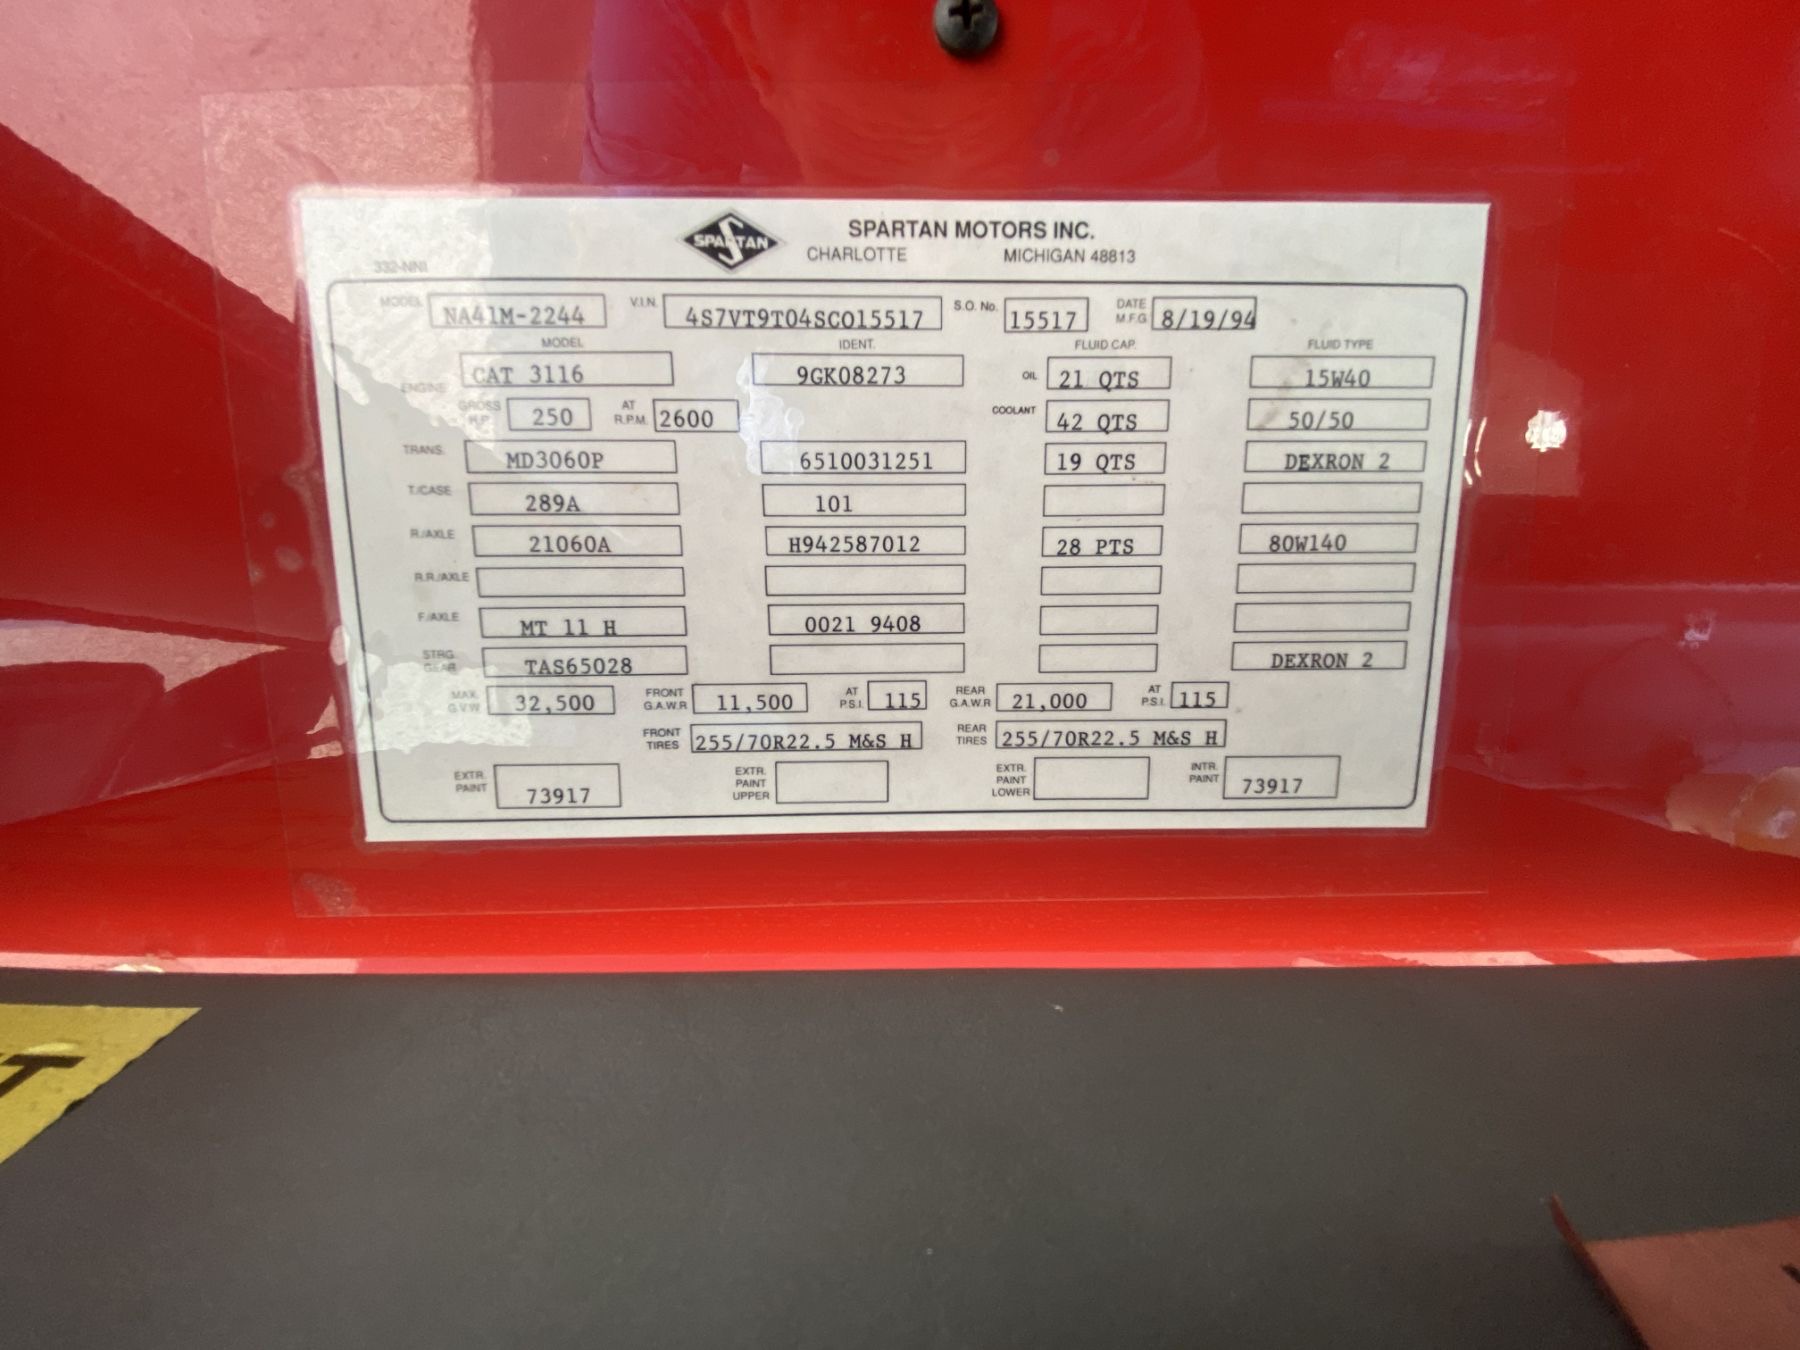 SPARTAN
SPARTAN MOTORS INC.
CHARLOTTE MICHIGAN 48813
332-NNI
MODEL NA41M-2244 V.I.N. 4S7VT9T04SC015517 S.O. No. 15517 DATE M.F.G 8/19/94
MODEL IDENT. FLUID CAP. FLUID TYPE
ENGINE CAT 3116 9GK08273 OIL 21 QTS 15W40
GROSS H.P. 250 AT R.P.M. 2600 COOLANT 42 QTS 50/50
TRANS. MD3060P 6510031251 19 QTS DEXRON 2
T/CASE 289A 101
R./AXLE 21060A H942587012 28 PTS 80W140
R.R./AXLE
F/AXLE MT 11 H 0021 9408
STRG. GEAR TAS65028 DEXRON 2
MAX. G.V.W. 32,500 FRONT G.A.W.R 11,500 AT P.S.I. 115 REAR G.A.W.R 21,000 AT P.S.I. 115
FRONT TIRES 255/70R22.5 M&S H REAR TIRES 255/70R22.5 M&S H
EXTR. PAINT 73917 EXTR. PAINT UPPER EXTR. PAINT LOWER INTR. PAINT 73917